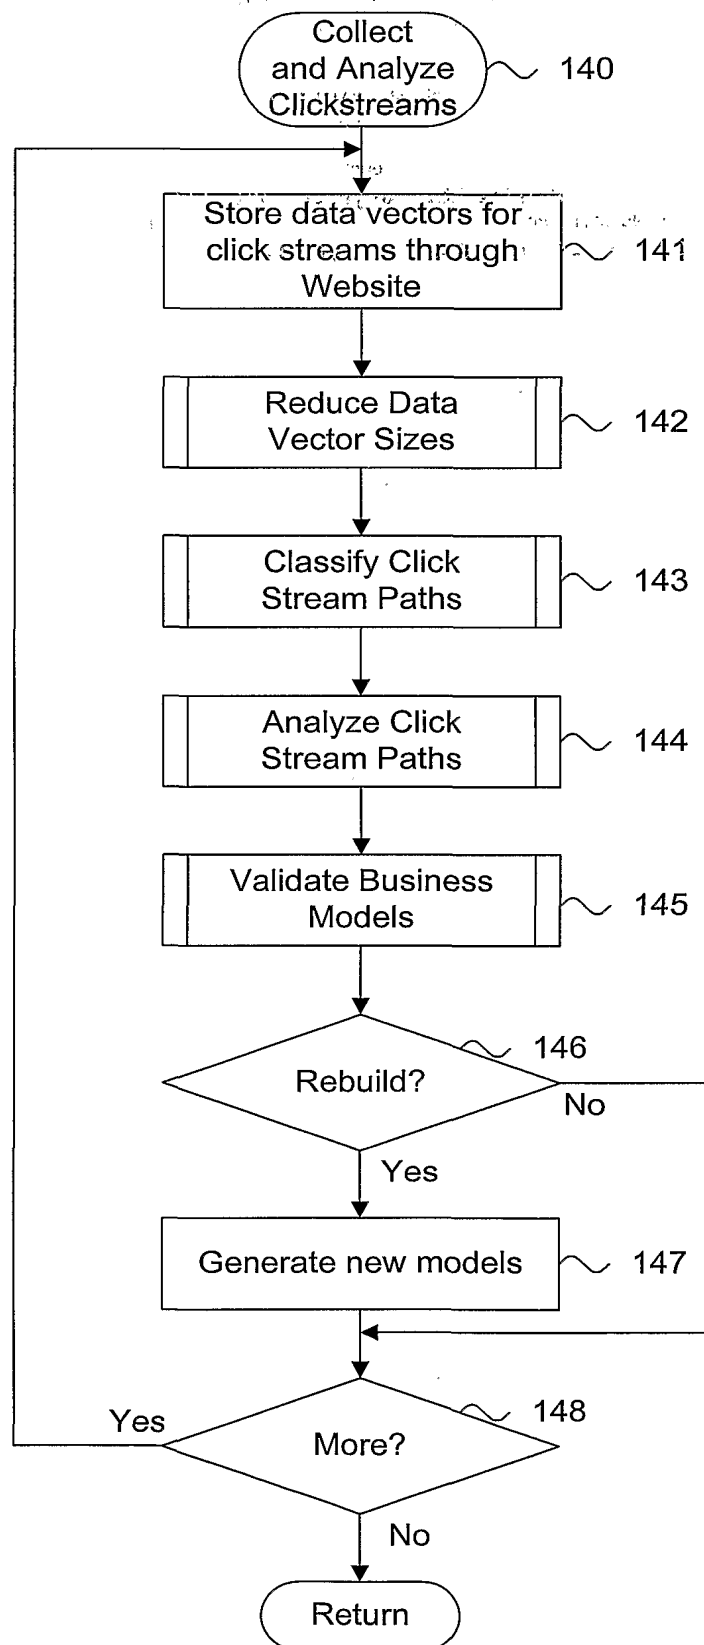 Collect
and Analyze
Clickstreams
140
Store data vectors for
click streams through
Website
141
Reduce Data
Vector Sizes
142
Classify Click
Stream Paths
143
Analyze Click
Stream Paths
144
Validate Business
Models
145
146
Rebuild?
No
Yes
Generate new models
147
Yes
148
More?
No
Return